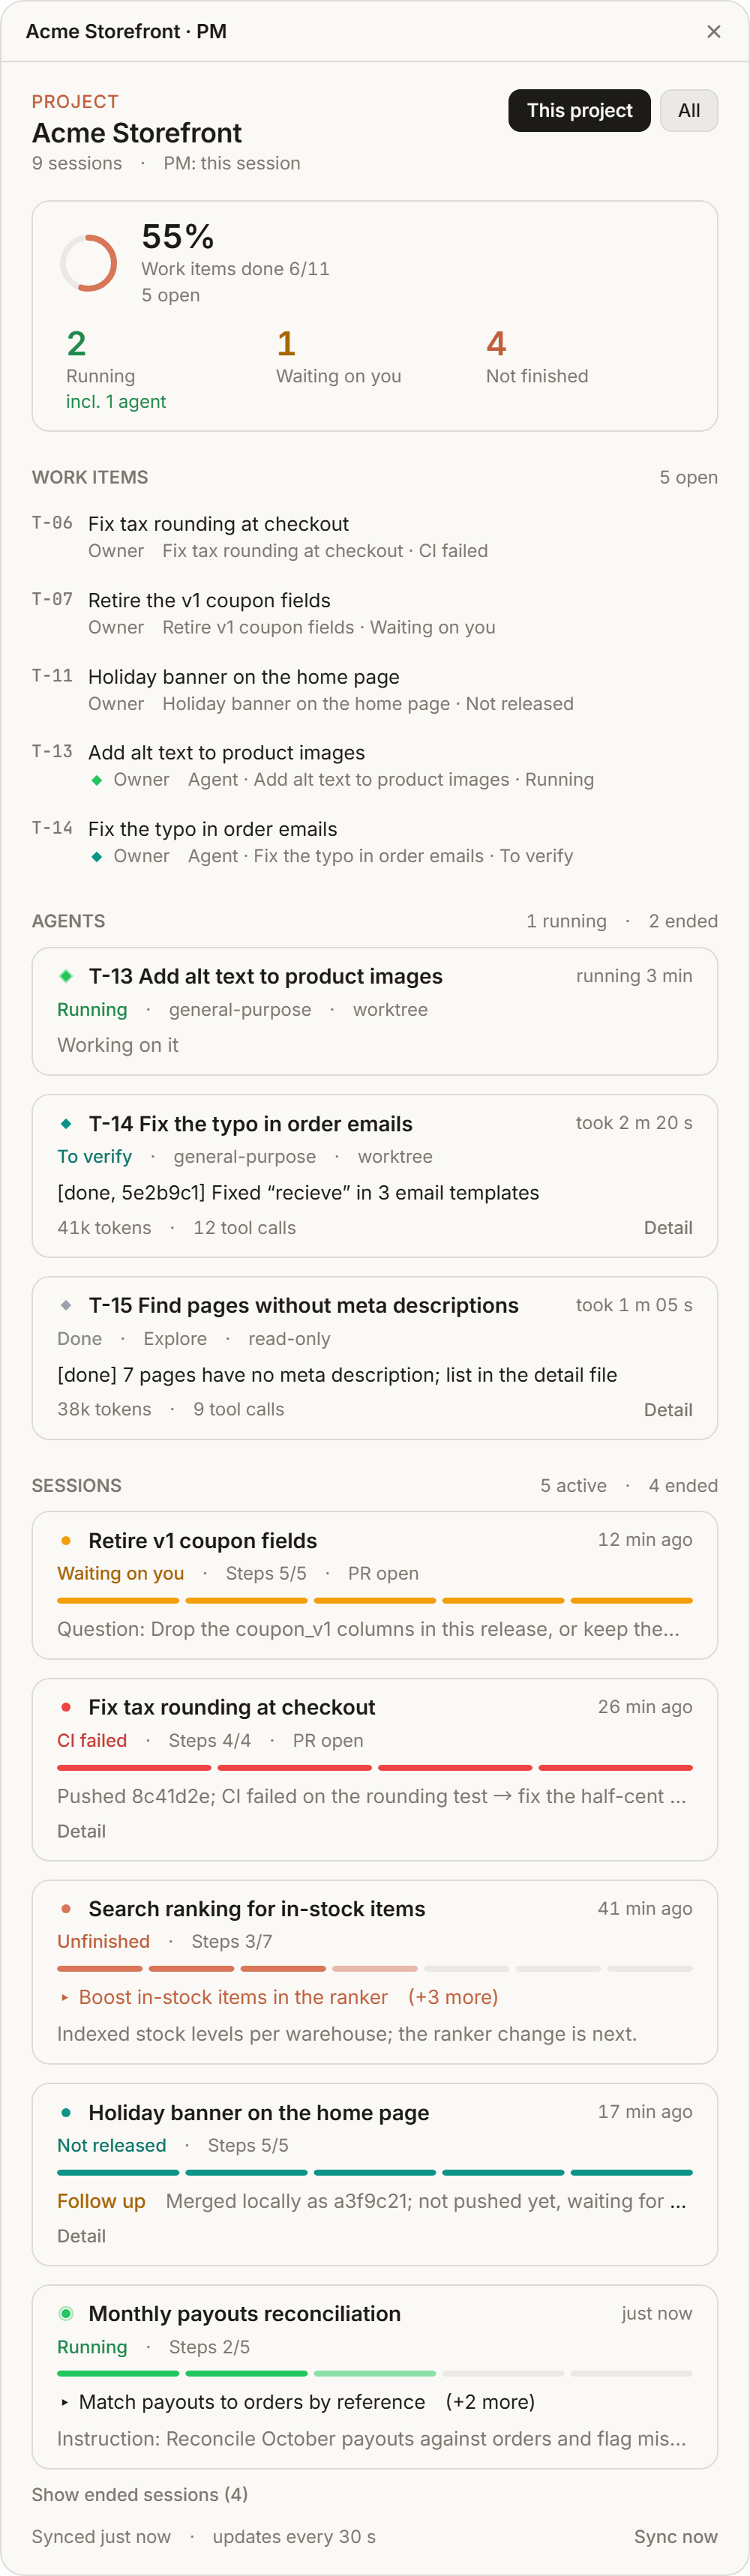 Acme Storefront · PM
×
PROJECT
Acme Storefront
This project
All
9 sessions · PM: this session
55%
Work items done 6/11
5 open
2
Running
incl. 1 agent
1
Waiting on you
4
Not finished
WORK ITEMS
5 open
T-06 Fix tax rounding at checkout
Owner Fix tax rounding at checkout · CI failed
T-07 Retire the v1 coupon fields
Owner Retire v1 coupon fields · Waiting on you
T-11 Holiday banner on the home page
Owner Holiday banner on the home page · Not released
T-13 Add alt text to product images
Owner Agent · Add alt text to product images · Running
T-14 Fix the typo in order emails
Owner Agent · Fix the typo in order emails · To verify
AGENTS
1 running · 2 ended
T-13 Add alt text to product images
running 3 min
Running · general-purpose · worktree
Working on it
T-14 Fix the typo in order emails
took 2 m 20 s
To verify · general-purpose · worktree
[done, 5e2b9c1] Fixed “recieve” in 3 email templates
41k tokens · 12 tool calls
Detail
T-15 Find pages without meta descriptions
took 1 m 05 s
Done · Explore · read-only
[done] 7 pages have no meta description; list in the detail file
38k tokens · 9 tool calls
Detail
SESSIONS
5 active · 4 ended
Retire v1 coupon fields
12 min ago
Waiting on you · Steps 5/5 · PR open
Question: Drop the coupon_v1 columns in this release, or keep the...
Fix tax rounding at checkout
26 min ago
CI failed · Steps 4/4 · PR open
Pushed 8c41d2e; CI failed on the rounding test → fix the half-cent ...
Detail
Search ranking for in-stock items
41 min ago
Unfinished · Steps 3/7
▸ Boost in-stock items in the ranker (+3 more)
Indexed stock levels per warehouse; the ranker change is next.
Holiday banner on the home page
17 min ago
Not released · Steps 5/5
Follow up Merged locally as a3f9c21; not pushed yet, waiting for ...
Detail
Monthly payouts reconciliation
just now
Running · Steps 2/5
▸ Match payouts to orders by reference (+2 more)
Instruction: Reconcile October payouts against orders and flag mis...
Show ended sessions (4)
Synced just now · updates every 30 s
Sync now